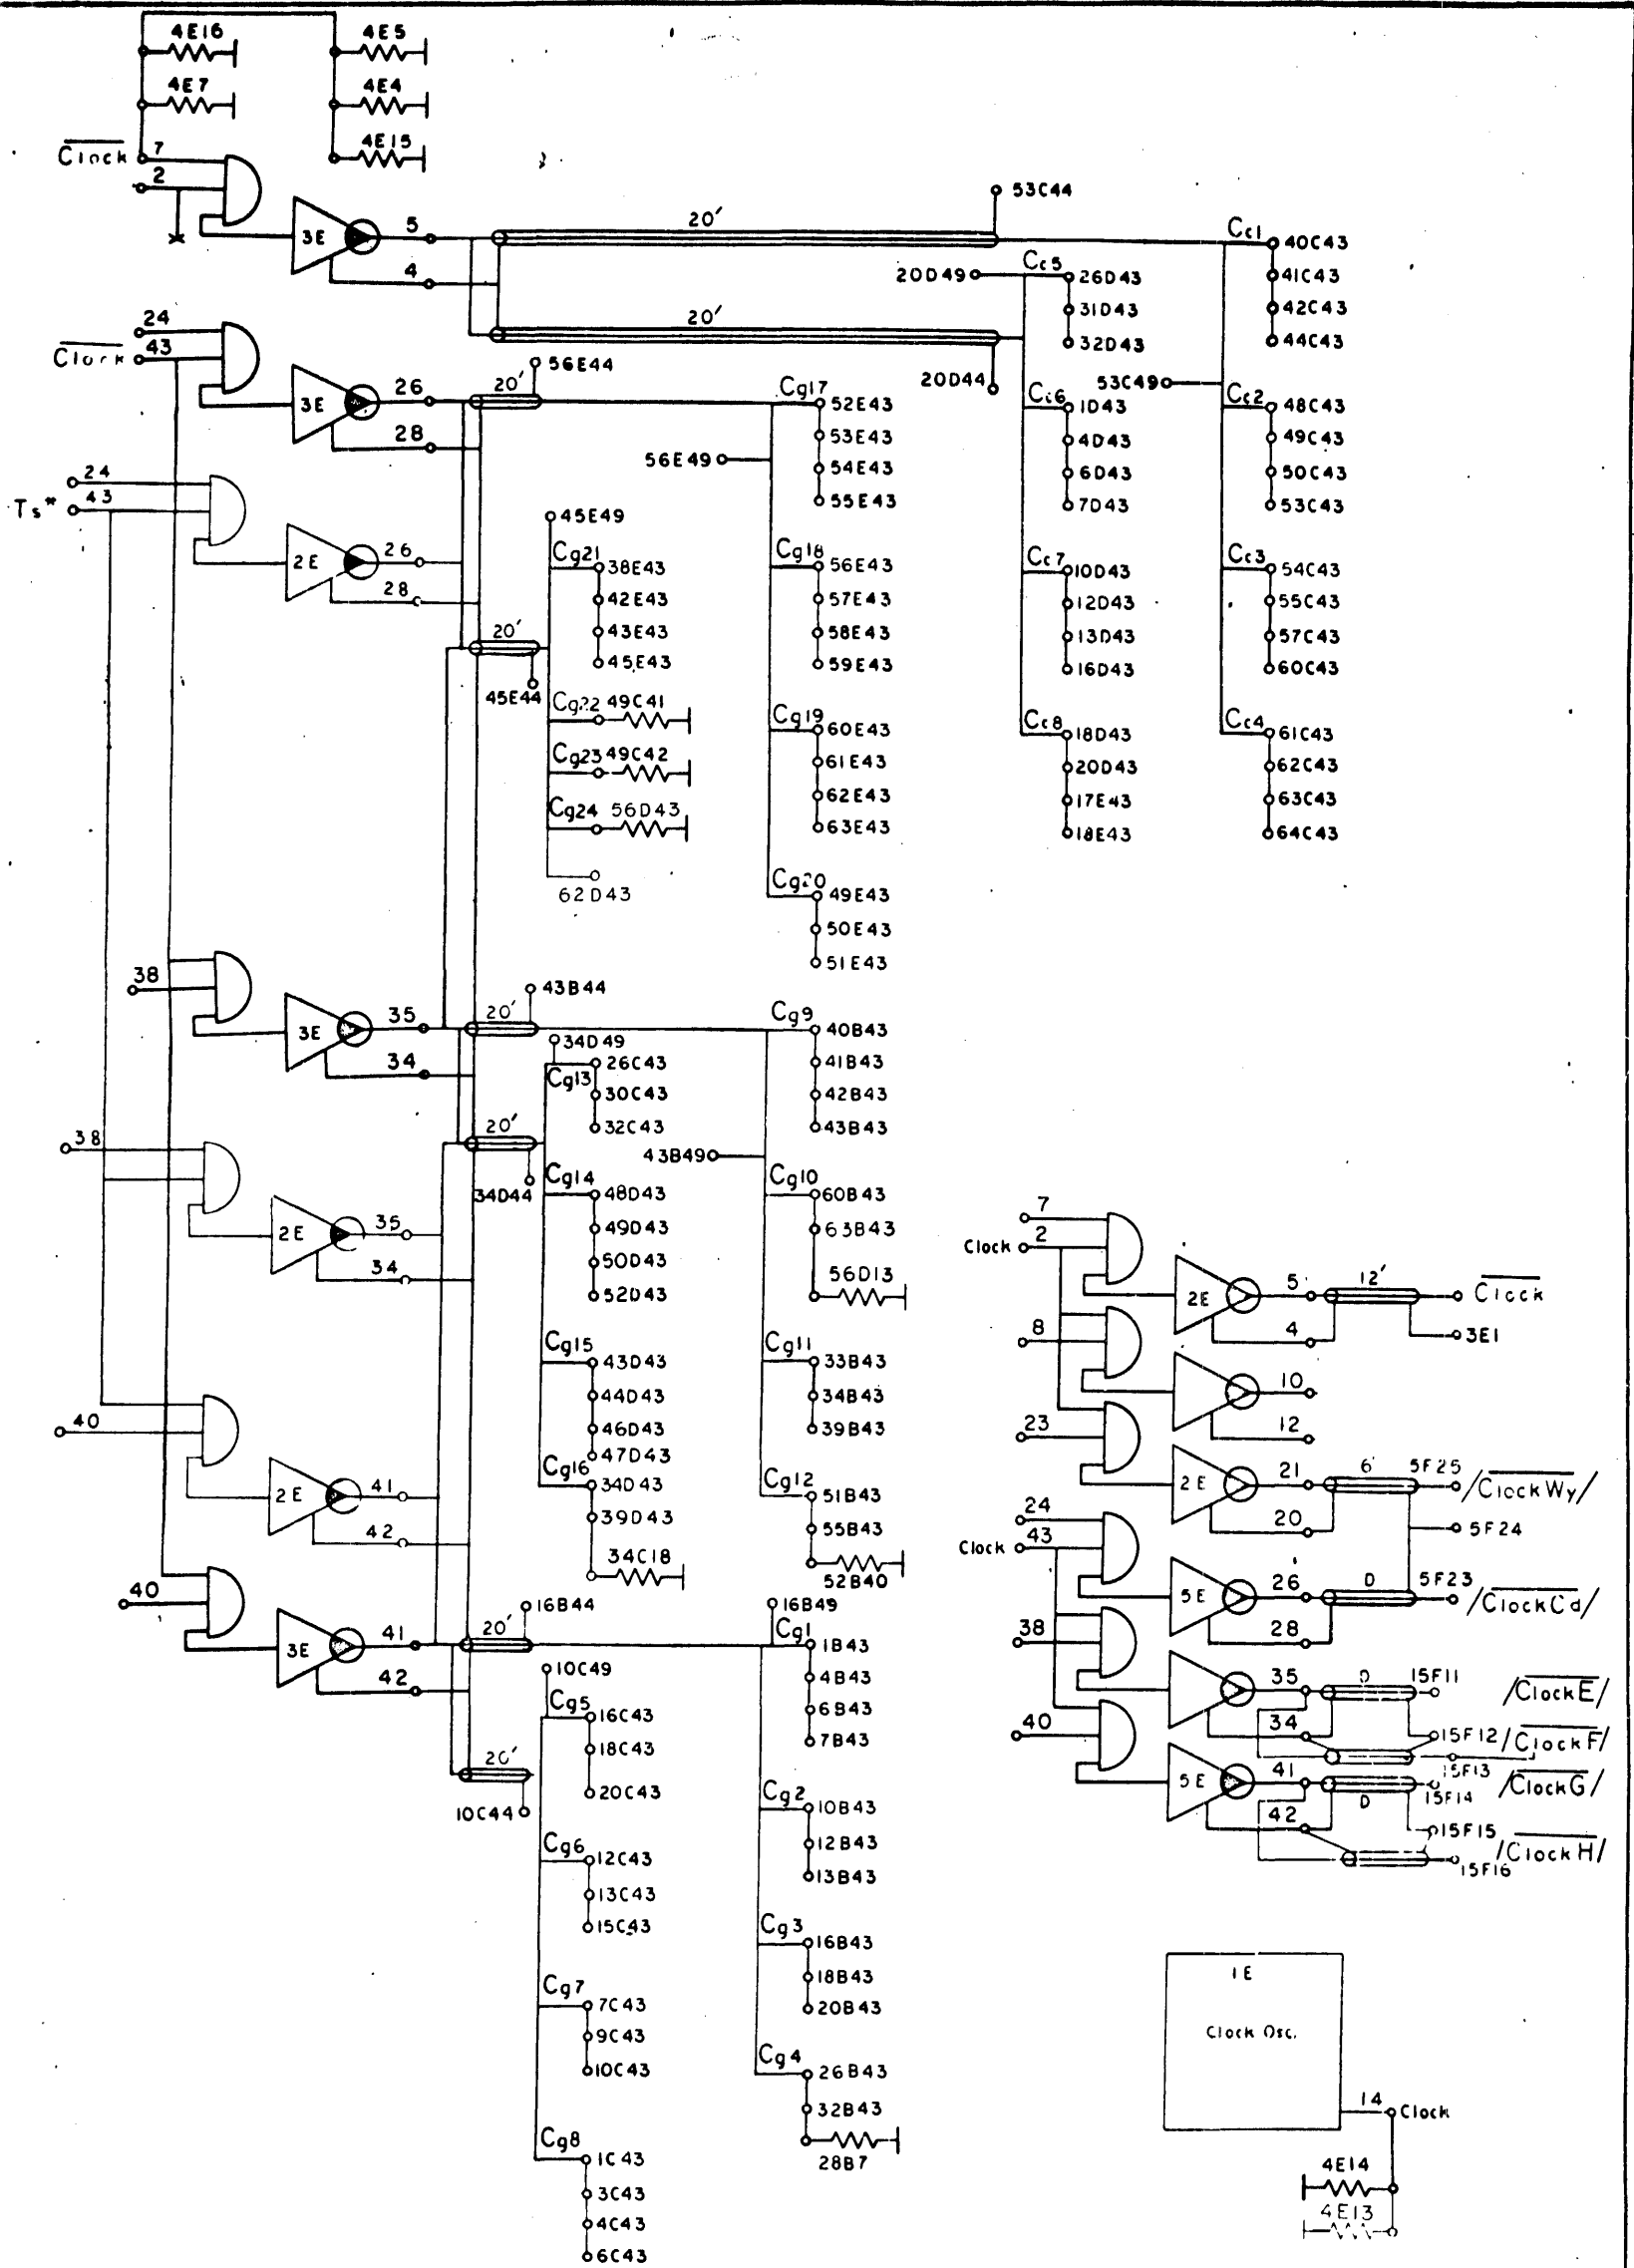 4E16
4E5
4E7
4E4
4E15
Clock 7
2
3E
5
4
20'
53C44
Cc1 40C43
41C43
42C43
44C43
20D49
Cc5 26D43
31D43
32D43
20'
20D44
24
Clock 43
3E
26
28
20'
56E44
Cg17 52E43
53E43
54E43
55E43
56E49
Cc6 1D43
4D43
6D43
7D43
53C49
Cc2 48C43
49C43
50C43
53C43
24
Ts* 43
2E
26
28
45E49
Cg21 38E43
42E43
43E43
45E43
20'
45E44
Cg18 56E43
57E43
58E43
59E43
Cc7 10D43
12D43
13D43
16D43
Cc3 54C43
55C43
57C43
60C43
Cg22 49C41
Cg23 49C42
Cg24 56D43
62D43
Cg19 60E43
61E43
62E43
63E43
Cc8 18D43
20D43
17E43
18E43
Cc4 61C43
62C43
63C43
64C43
Cg20 49E43
50E43
51E43
38
3E
35
34
20'
43B44
34D49
Cg13 26C43
30C43
32C43
Cg9 40B43
41B43
42B43
43B43
43B49
20'
34D44
38
2E
35
34
Cg14 48D43
49D43
50D43
52D43
Cg10 60B43
63B43
56D13
Cg15 43D43
44D43
46D43
47D43
Cg11 33B43
34B43
39B43
40
2E
41
42
Cg16 34D43
39D43
34C18
Cg12 51B43
55B43
52B40
40
3E
41
42
20'
16B44
16B49
Cg1 1B43
4B43
6B43
7B43
20'
10C44
10C49
Cg5 16C43
18C43
20C43
Cg2 10B43
12B43
13B43
Cg6 12C43
13C43
15C43
Cg3 16B43
18B43
20B43
Cg7 7C43
9C43
10C43
Cg4 26B43
32B43
28B7
Cg8 1C43
3C43
4C43
6C43
7
Clock 2
2E
5
4
12'
Clock
3E1
8
10
12
23
2E
21
20
6'
5F25 /ClockWy/
5F24
24
Clock 43
5E
26
28
D
5F23 /ClockCd/
38
35
34
D
15F11 /ClockE/
15F12 /ClockF/
15F13
40
5E
41
42
D
15F14 /ClockG/
15F15
15F16 /ClockH/
1E
Clock Osc.
14
Clock
4E14
4E13